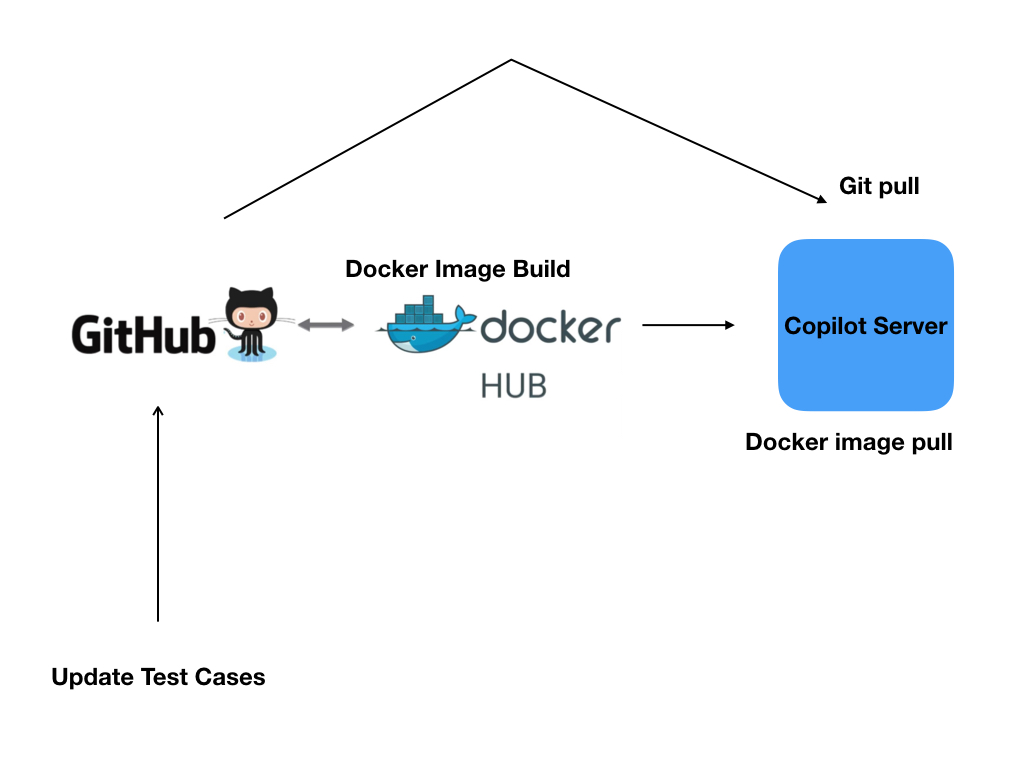 Git pull
Docker Image Build
GitHub
docker
HUB
Copilot Server
Docker image pull
Update Test Cases